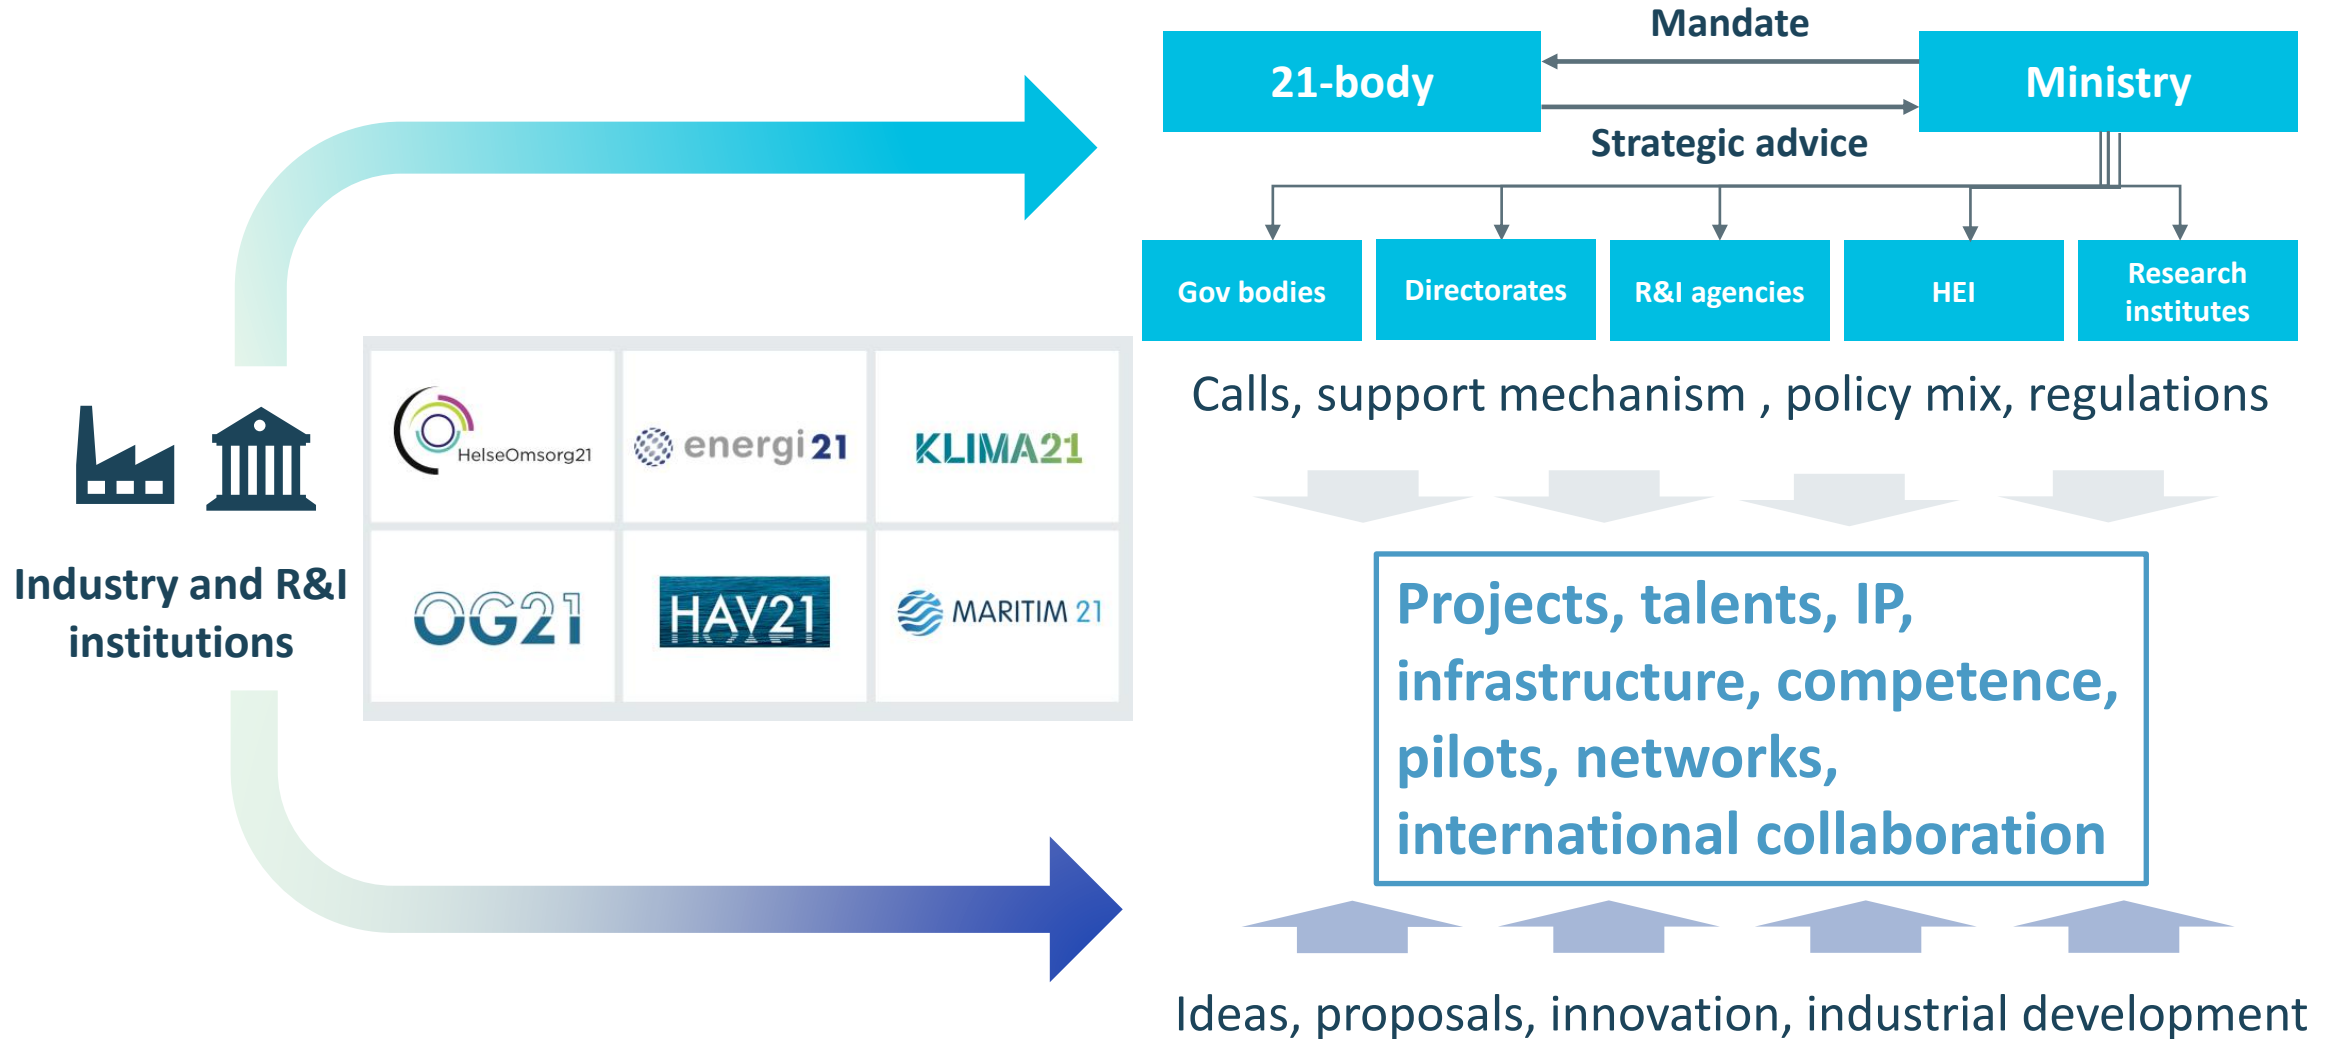 Mandate
21-body
Ministry
Strategic advice
Gov bodies
Directorates
R&I agencies
HEI
Research
institutes
Calls, support mechanism , policy mix, regulations
HelseOmsorg21
energi 21
KLIMA21
OG21
HAV21
MARITIM 21
Industry and R&I
institutions
Projects, talents, IP,
infrastructure, competence,
pilots, networks,
international collaboration
Ideas, proposals, innovation, industrial development